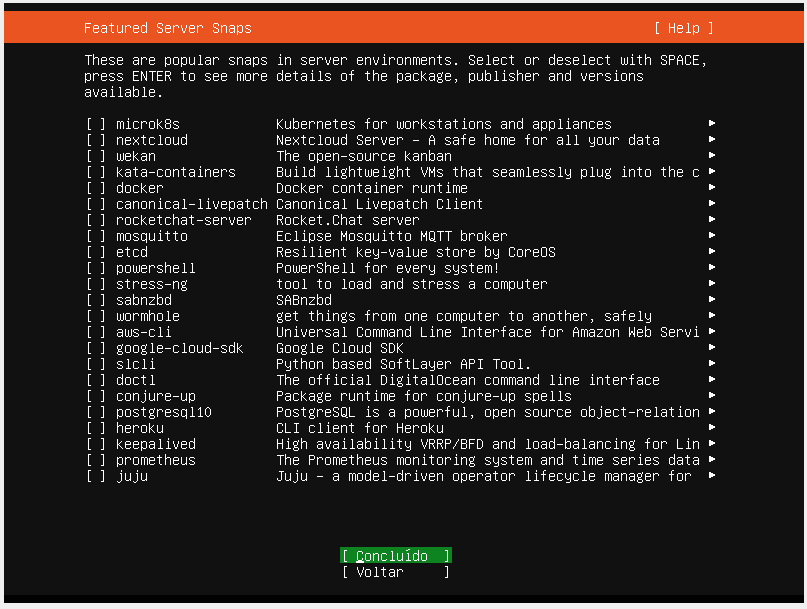 Featured Server Snaps [ Help ]
These are popular snaps in server environments. Select or deselect with SPACE,
press ENTER to see more details of the package, publisher and versions
available.
[ ] microk8s Kubernetes for workstations and appliances ►
[ ] nextcloud Nextcloud Server - A safe home for all your data ►
[ ] wekan The open-source kanban ►
[ ] kata-containers Build lightweight VMs that seamlessly plug into the c ►
[ ] docker Docker container runtime ►
[ ] canonical-livepatch Canonical Livepatch Client ►
[ ] rocketchat-server Rocket.Chat server ►
[ ] mosquitto Eclipse Mosquitto MQTT broker ►
[ ] etcd Resilient key-value store by CoreOS ►
[ ] powershell PowerShell for every system! ►
[ ] stress-ng tool to load and stress a computer ►
[ ] sabnzbd SABnzbd ►
[ ] wormhole get things from one computer to another, safely ►
[ ] aws-cli Universal Command Line Interface for Amazon Web Servi ►
[ ] google-cloud-sdk Google Cloud SDK ►
[ ] slcli Python based SoftLayer API Tool. ►
[ ] doctl The official DigitalOcean command line interface ►
[ ] conjure-up Package runtime for conjure-up spells ►
[ ] postgresql10 PostgreSQL is a powerful, open source object-relation ►
[ ] heroku CLI client for Heroku ►
[ ] keepalived High availability VRRP/BFD and load-balancing for Lin ►
[ ] prometheus The Prometheus monitoring system and time series data ►
[ ] juju Juju - a model-driven operator lifecycle manager for ►
[ Concluído ]
[ Voltar ]